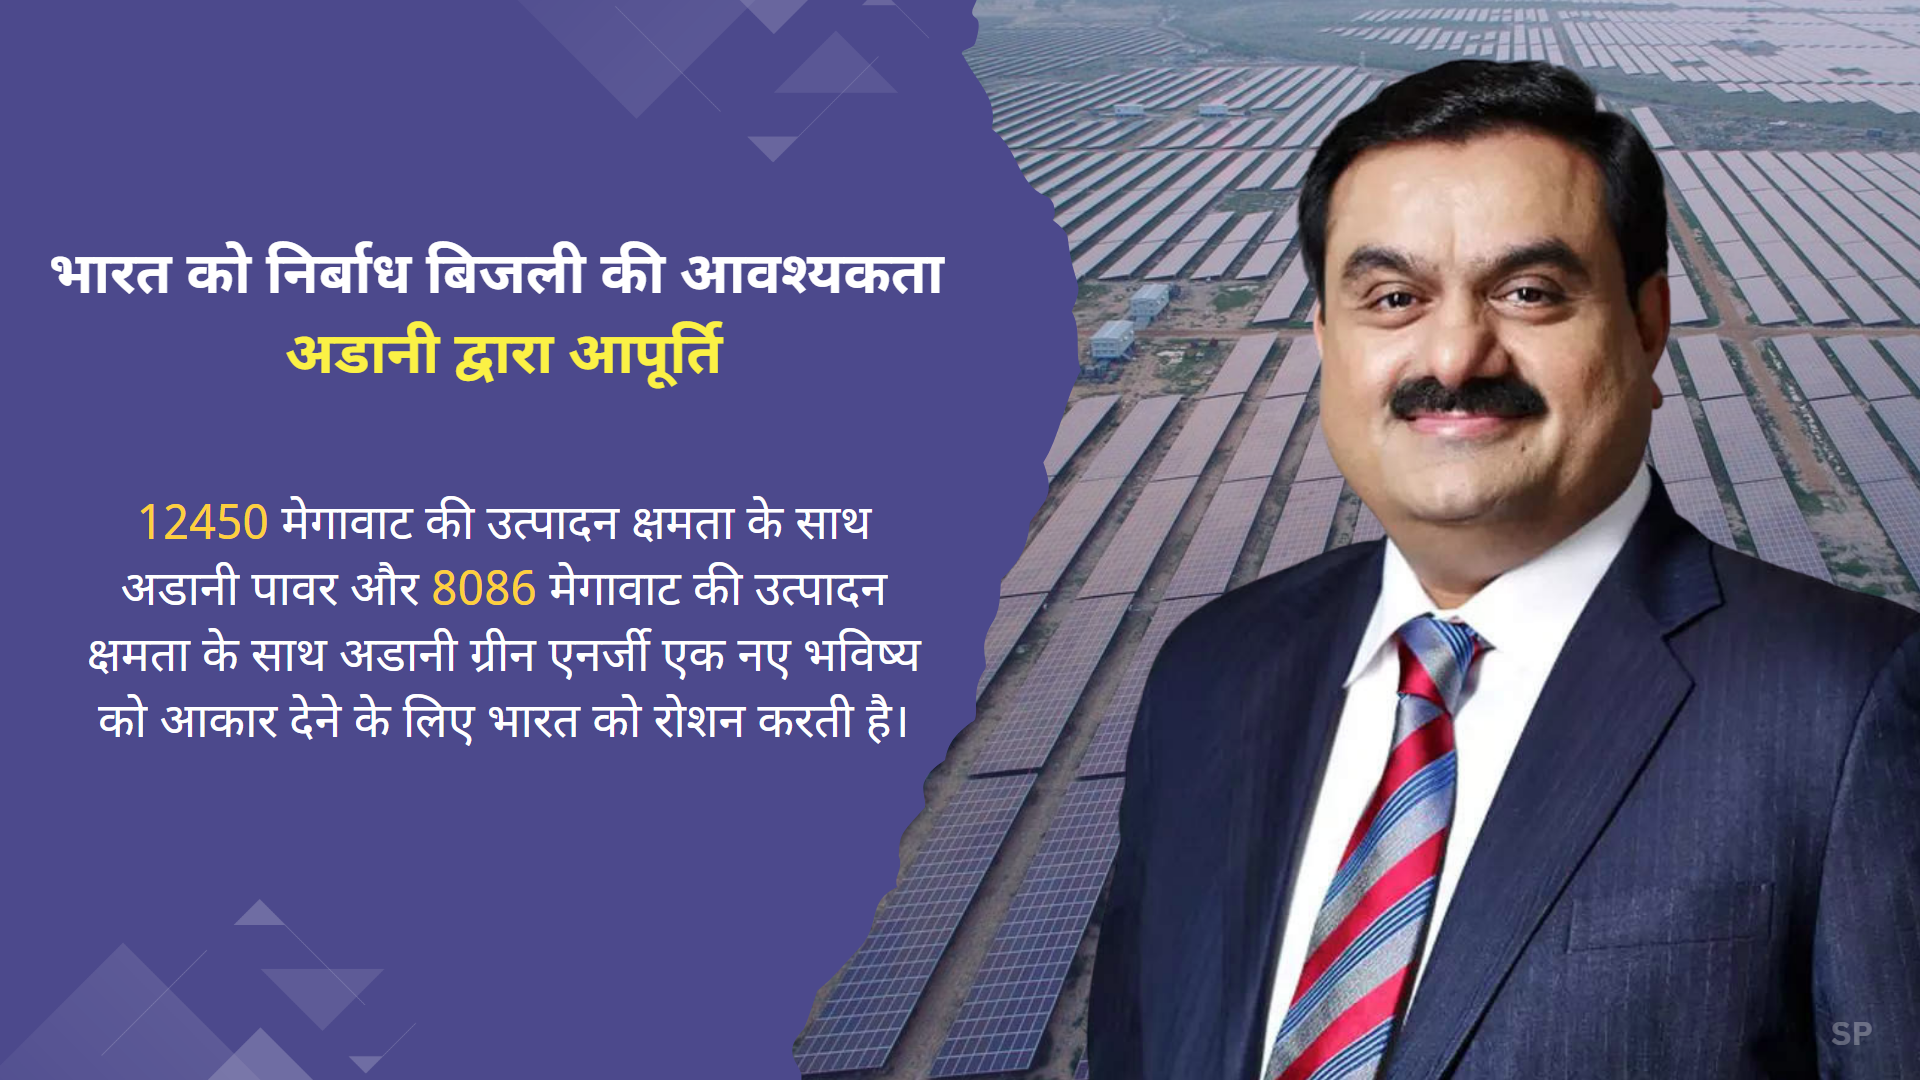 भारत को निर्बाध बिजली की आवश्यकता
अडानी द्वारा आपूर्ति
12450 मेगावाट की उत्पादन क्षमता के साथ
अडानी पावर और 8086 मेगावाट की उत्पादन
क्षमता के साथ अडानी ग्रीन एनर्जी एक नए भविष्य
को आकार देने के लिए भारत को रोशन करती है।
SP